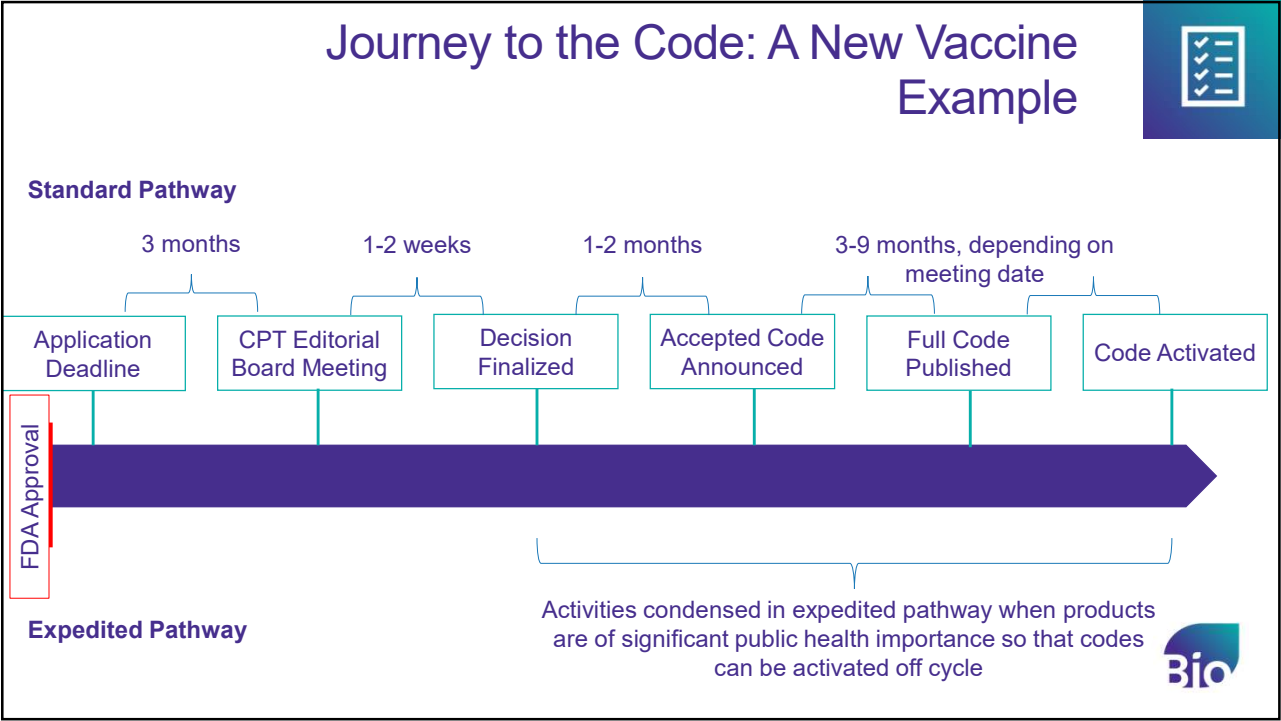 Journey to the Code: A New Vaccine
Example
Standard Pathway
3 months
1-2 weeks
1-2 months
3-9 months, depending on
meeting date
Application
Deadline
CPT Editorial
Board Meeting
Decision
Finalized
Accepted Code
Announced
Full Code
Published
Code Activated
FDA Approval
Expedited Pathway
Activities condensed in expedited pathway when products
are of significant public health importance so that codes
can be activated off cycle
Bio